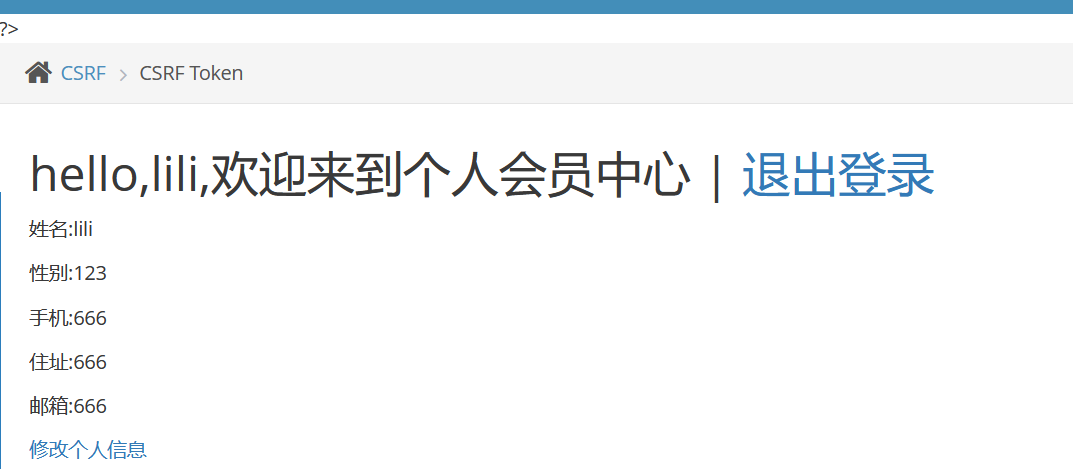 ?>
CSRF > CSRF Token
hello,lili,欢迎来到个人会员中心 | 退出登录
姓名:lili
性别:123
手机:666
住址:666
邮箱:666
修改个人信息